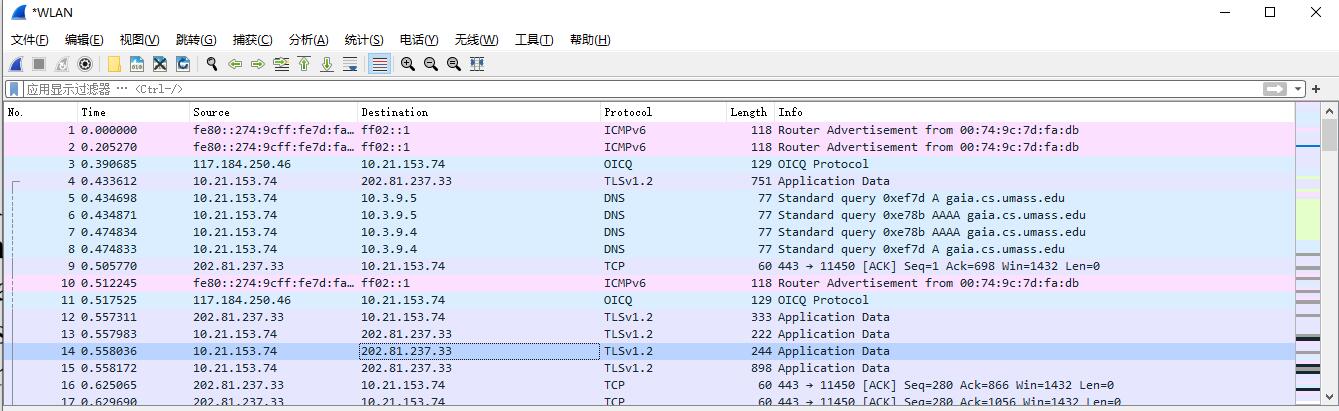 *WLAN
文件(F) 编辑(E) 视图(V) 跳转(G) 捕获(C) 分析(A) 统计(S) 电话(Y) 无线(W) 工具(T) 帮助(H)
应用显示过滤器 … <Ctrl-/>
No. Time Source Destination Protocol Length Info
1 0.000000 fe80::274:9cff:fe7d:fa… ff02::1 ICMPv6 118 Router Advertisement from 00:74:9c:7d:fa:db
2 0.205270 fe80::274:9cff:fe7d:fa… ff02::1 ICMPv6 118 Router Advertisement from 00:74:9c:7d:fa:db
3 0.390685 117.184.250.46 10.21.153.74 OICQ 129 OICQ Protocol
4 0.433612 10.21.153.74 202.81.237.33 TLSv1.2 751 Application Data
5 0.434698 10.21.153.74 10.3.9.5 DNS 77 Standard query 0xef7d A gaia.cs.umass.edu
6 0.434871 10.21.153.74 10.3.9.5 DNS 77 Standard query 0xe78b AAAA gaia.cs.umass.edu
7 0.474834 10.21.153.74 10.3.9.4 DNS 77 Standard query 0xe78b AAAA gaia.cs.umass.edu
8 0.474833 10.21.153.74 10.3.9.4 DNS 77 Standard query 0xef7d A gaia.cs.umass.edu
9 0.505770 202.81.237.33 10.21.153.74 TCP 60 443 → 11450 [ACK] Seq=1 Ack=698 Win=1432 Len=0
10 0.512245 fe80::274:9cff:fe7d:fa… ff02::1 ICMPv6 118 Router Advertisement from 00:74:9c:7d:fa:db
11 0.517525 117.184.250.46 10.21.153.74 OICQ 129 OICQ Protocol
12 0.557311 202.81.237.33 10.21.153.74 TLSv1.2 333 Application Data
13 0.557983 10.21.153.74 202.81.237.33 TLSv1.2 222 Application Data
14 0.558036 10.21.153.74 202.81.237.33 TLSv1.2 244 Application Data
15 0.558172 10.21.153.74 202.81.237.33 TLSv1.2 898 Application Data
16 0.625065 202.81.237.33 10.21.153.74 TCP 60 443 → 11450 [ACK] Seq=280 Ack=866 Win=1432 Len=0
17 0.629690 202.81.237.33 10.21.153.74 TCP 60 443 → 11450 [ACK] Seq=280 Ack=1056 Win=1432 Len=0